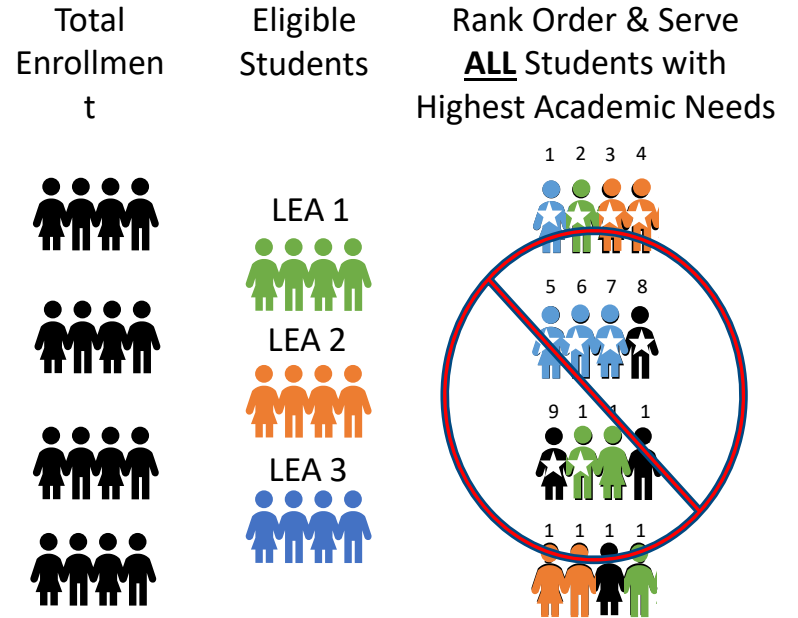 Total
Enrollmen
t
Eligible
Students
Rank Order & Serve
ALL Students with
Highest Academic Needs
1 2 3 4
LEA 1
5 6 7 8
LEA 2
9 1 1 1
LEA 3
1 1 1 1